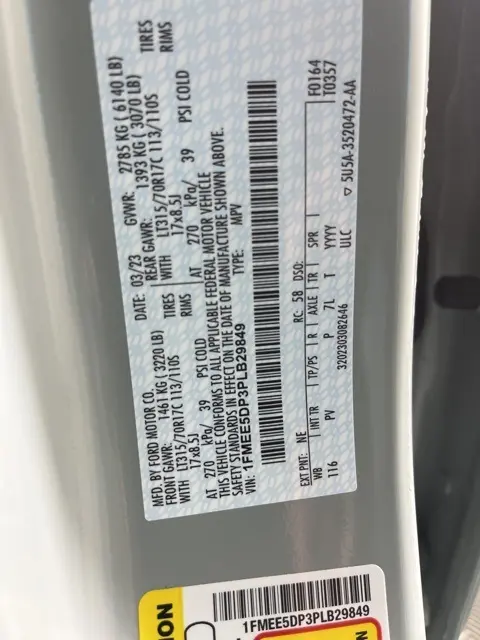 MFD. BY FORD MOTOR CO.
DATE: 03/23 GVWR: 2785 KG ( 6140 LB)
FRONT GAWR: 1461 KG ( 3220 LB)
REAR GAWR: 1393 KG ( 3070 LB)
WITH LT315/70R17C 113/110S TIRES
WITH LT315/70R17C 113/110S TIRES
17x8.5J RIMS
17x8.5J RIMS
AT 270 kPa/ 39 PSI COLD
AT 270 kPa/ 39 PSI COLD
THIS VEHICLE CONFORMS TO ALL APPLICABLE FEDERAL MOTOR VEHICLE
SAFETY STANDARDS IN EFFECT ON THE DATE OF MANUFACTURE SHOWN ABOVE.
VIN: 1FMEE5DP3PLB29849 TYPE: MPV
F0164
T0357
EXT PNT: NE RC: 58 DSO:
WB INT TR TP/PS R AXLE TR SPR
116 PV P 7L T YYYY
ULC
3202303082646
5U5A-3520472-AA
ION
1FMEE5DP3PLB29849